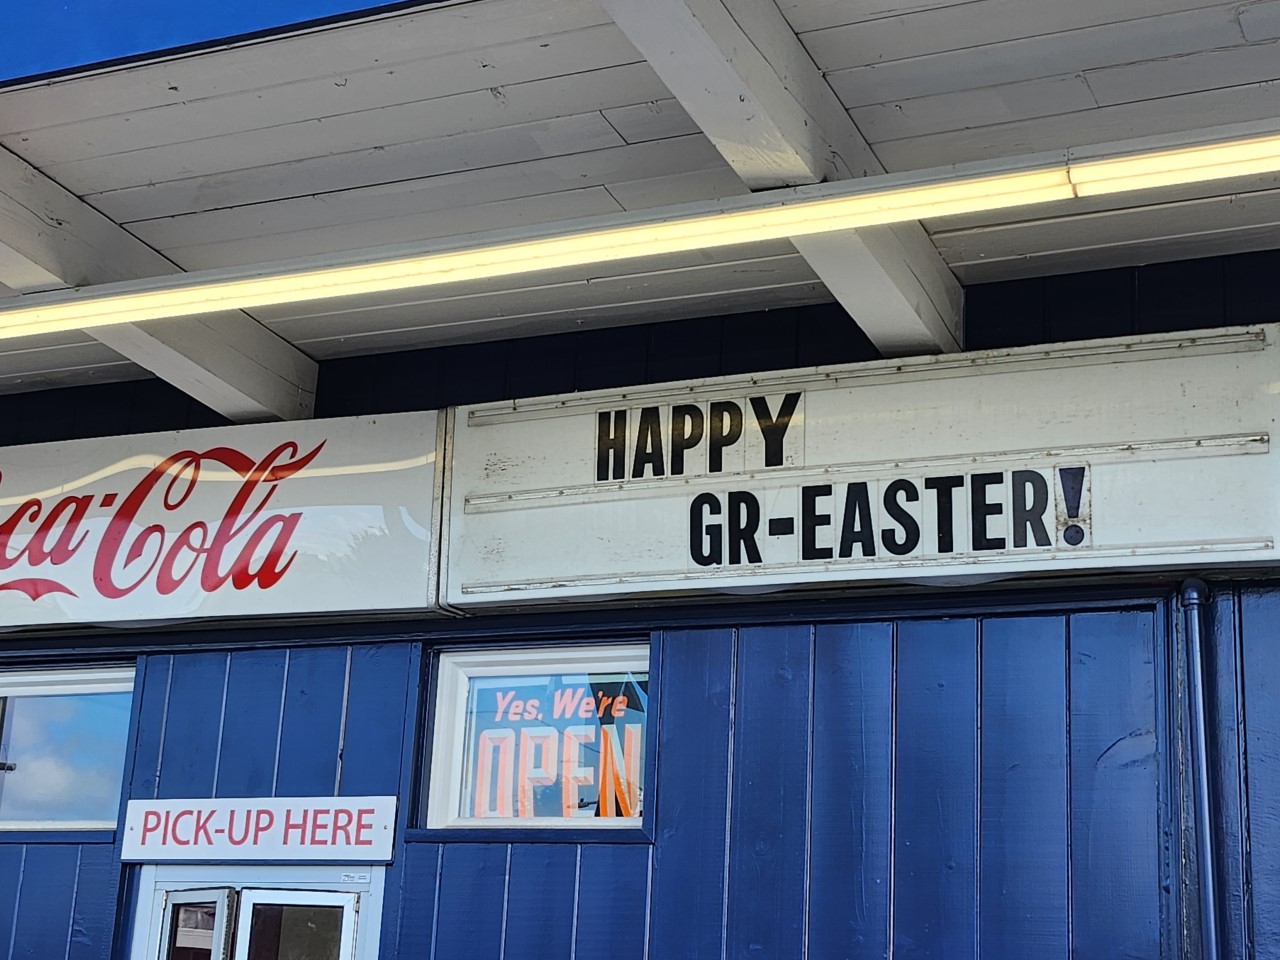 Coca-Cola
HAPPY
GR-EASTER!
Yes, We're
OPEN
PICK-UP HERE